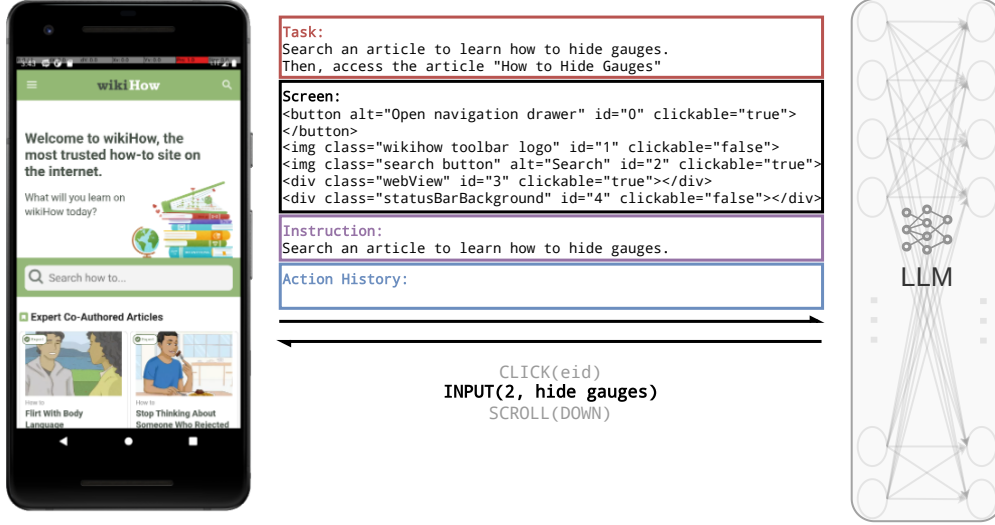 3:43
wikiHow
Welcome to wikiHow, the
most trusted how-to site on
the internet.
What will you learn on
wikiHow today?
Search how to...
Expert Co-Authored Articles
Expert
Expert
How to
Flirt With Body
Language
How to
Stop Thinking About
Someone Who Rejected
Task:
Search an article to learn how to hide gauges.
Then, access the article "How to Hide Gauges"
Screen:
<button alt="Open navigation drawer" id="0" clickable="true">
</button>
<img class="wikihow toolbar logo" id="1" clickable="false">
<img class="search button" alt="Search" id="2" clickable="true">
<div class="webView" id="3" clickable="true"></div>
<div class="statusBarBackground" id="4" clickable="false"></div>
Instruction:
Search an article to learn how to hide gauges.
Action History:
CLICK(eid)
INPUT(2, hide gauges)
SCROLL(DOWN)
LLM